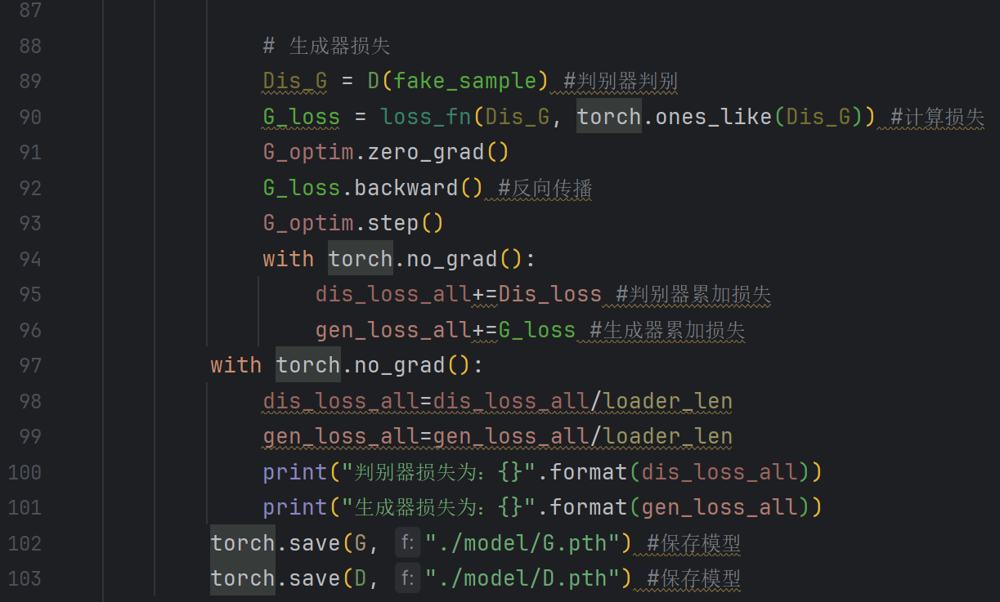 87
88 # 生成器损失
89 Dis_G = D(fake_sample) #判别器判别
90 G_loss = loss_fn(Dis_G, torch.ones_like(Dis_G)) #计算损失
91 G_optim.zero_grad()
92 G_loss.backward() #反向传播
93 G_optim.step()
94 with torch.no_grad():
95 dis_loss_all+=Dis_loss #判别器累加损失
96 gen_loss_all+=G_loss #生成器累加损失
97 with torch.no_grad():
98 dis_loss_all=dis_loss_all/loader_len
99 gen_loss_all=gen_loss_all/loader_len
100 print("判别器损失为：{}".format(dis_loss_all))
101 print("生成器损失为：{}".format(gen_loss_all))
102 torch.save(G, f: "./model/G.pth") #保存模型
103 torch.save(D, f: "./model/D.pth") #保存模型